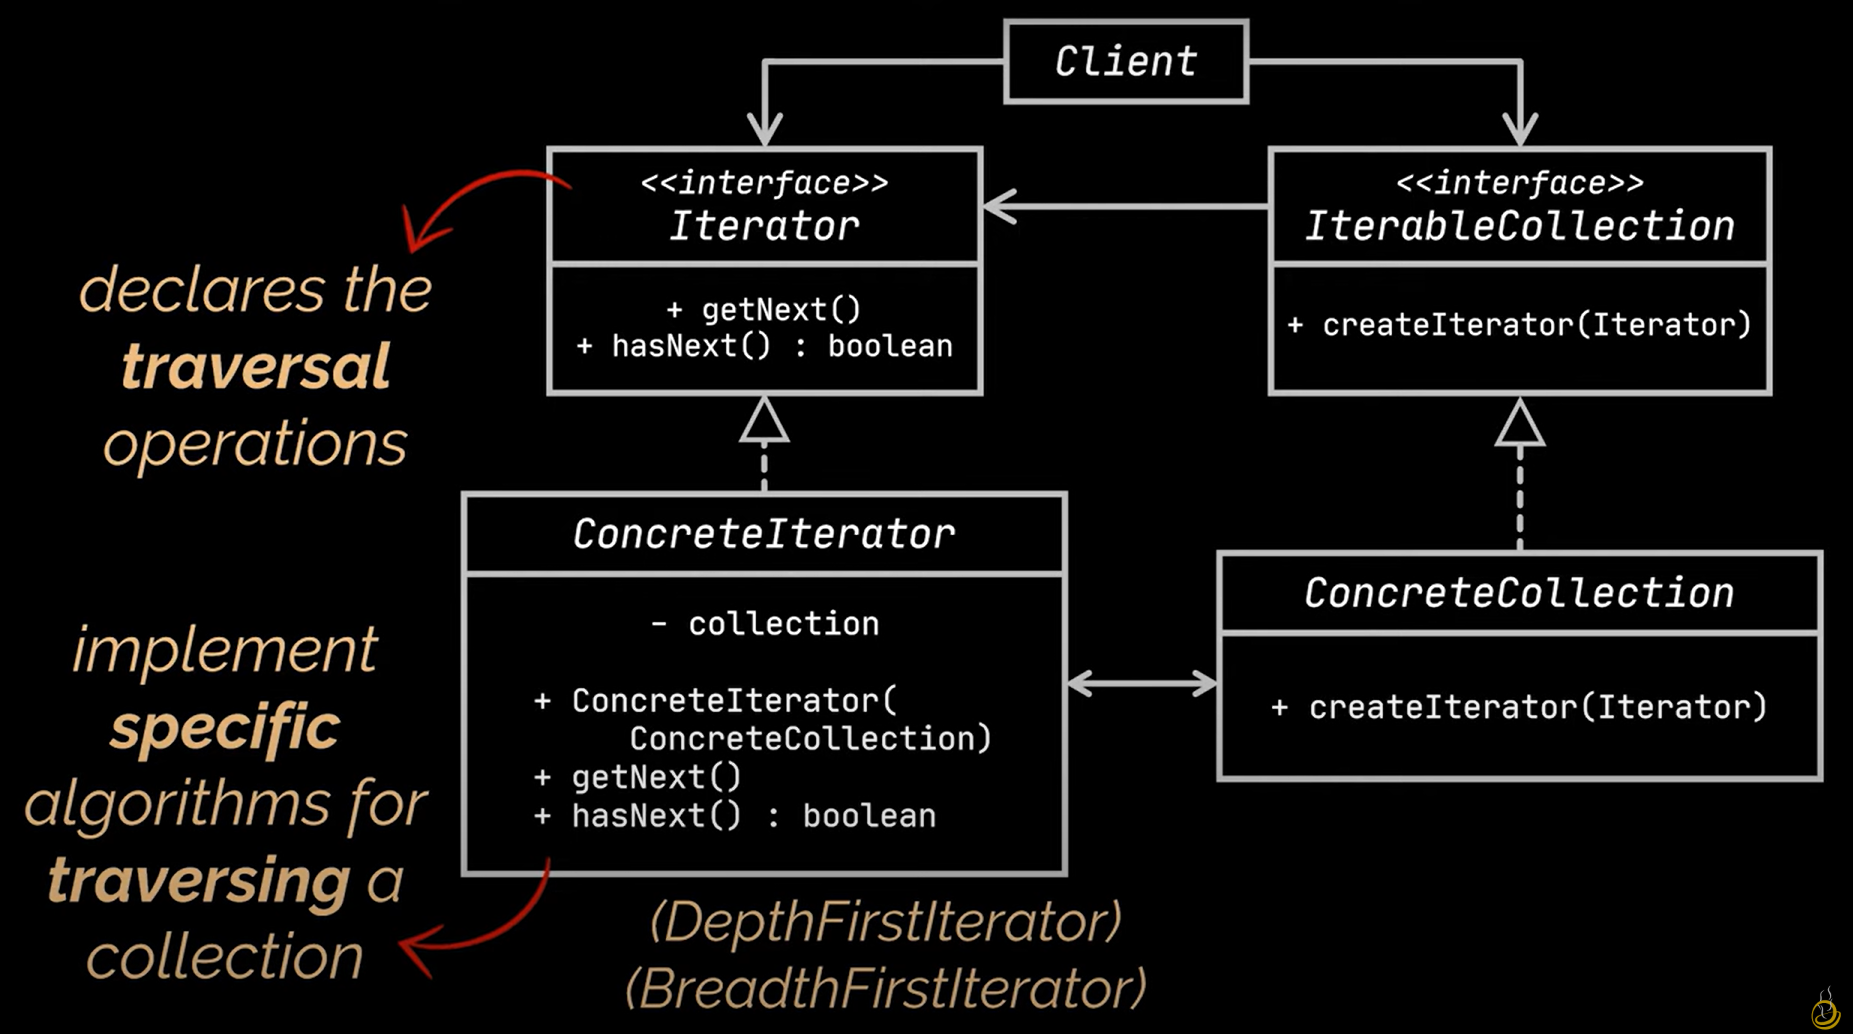 Client
<<interface>>
Iterator
+ getNext()
+ hasNext() : boolean
<<interface>>
IterableCollection
+ createIterator(Iterator)
declares the
traversal
operations
ConcreteIterator
- collection
+ ConcreteIterator(
ConcreteCollection)
+ getNext()
+ hasNext() : boolean
ConcreteCollection
+ createIterator(Iterator)
implement
specific
algorithms for
traversing a
collection
(DepthFirstIterator)
(BreadthFirstIterator)